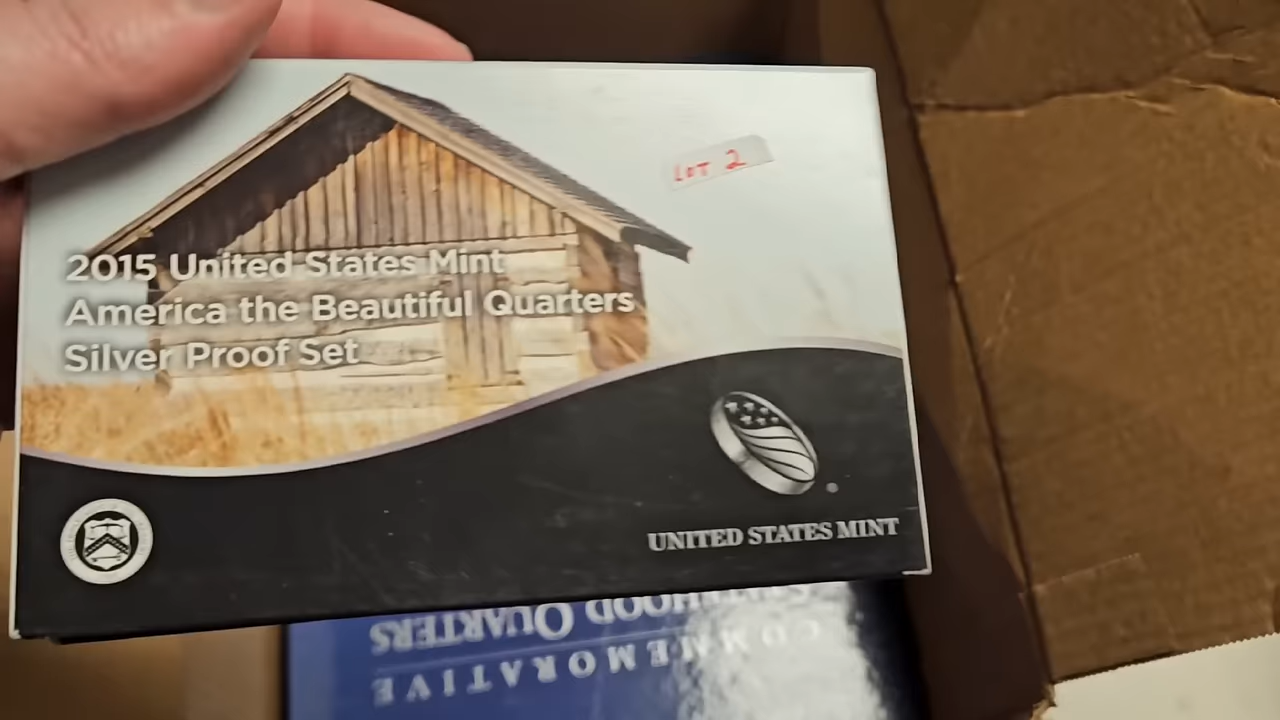 LOT 2
2015 United States Mint
America the Beautiful Quarters
Silver Proof Set
UNITED STATES MINT
COMMEMORATIVE
QUARTERS